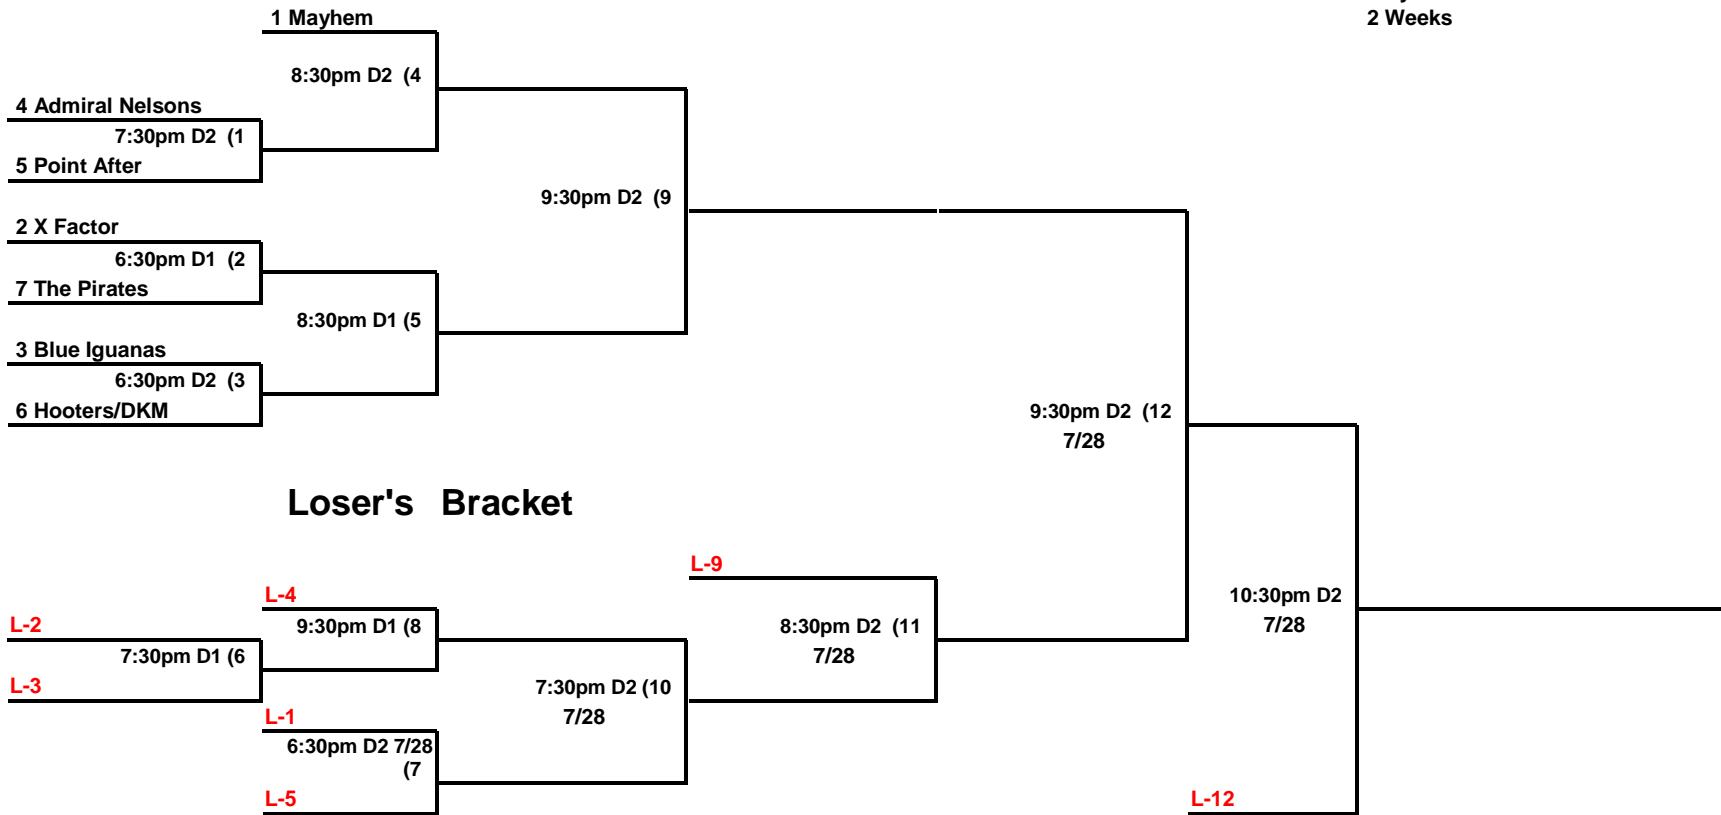 1 Mayhem
2 Weeks
8:30pm D2 (4
4 Admiral Nelsons
7:30pm D2 (1
5 Point After
9:30pm D2 (9
2 X Factor
6:30pm D1 (2
7 The Pirates
8:30pm D1 (5
3 Blue Iguanas
6:30pm D2 (3
6 Hooters/DKM
9:30pm D2 (12
7/28
Loser's Bracket
L-9
L-4
10:30pm D2
7/28
L-2
9:30pm D1 (8
8:30pm D2 (11
7/28
7:30pm D1 (6
L-3
7:30pm D2 (10
7/28
L-1
6:30pm D2 7/28
(7
L-5
L-12